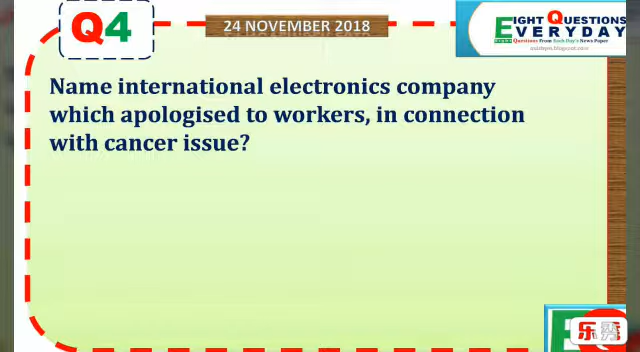 Q4
24 NOVEMBER 2018
EIGHT QUESTIONS
EVERYDAY
Eight Questions From Each Day's News Paper
Name international electronics company
which apologised to workers, in connection
with cancer issue?
乐秀